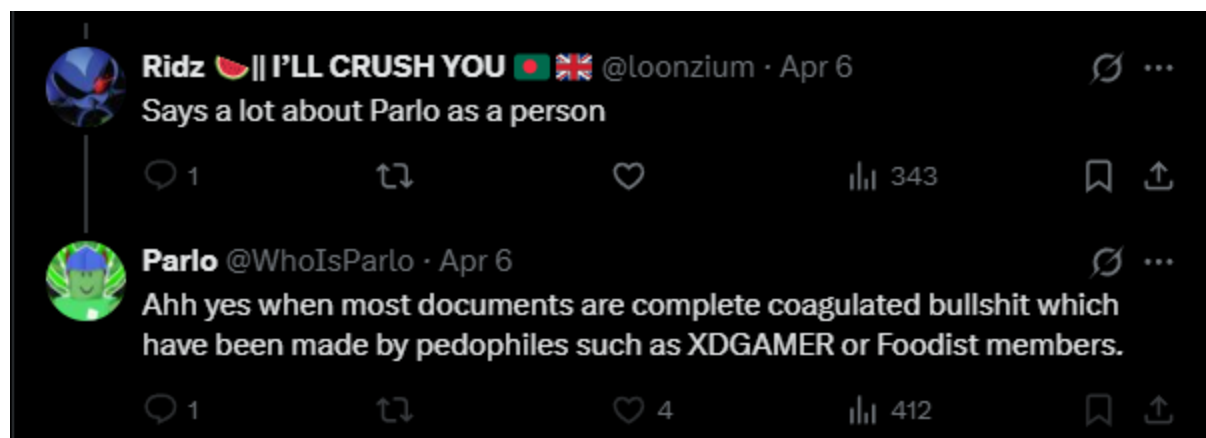 Ridz 🍉|| I'LL CRUSH YOU 🇧🇩 🇬🇧 @loonzium · Apr 6
Says a lot about Parlo as a person
1 343
Parlo @WhoIsParlo · Apr 6
Ahh yes when most documents are complete coagulated bullshit which
have been made by pedophiles such as XDGAMER or Foodist members.
1 4 412